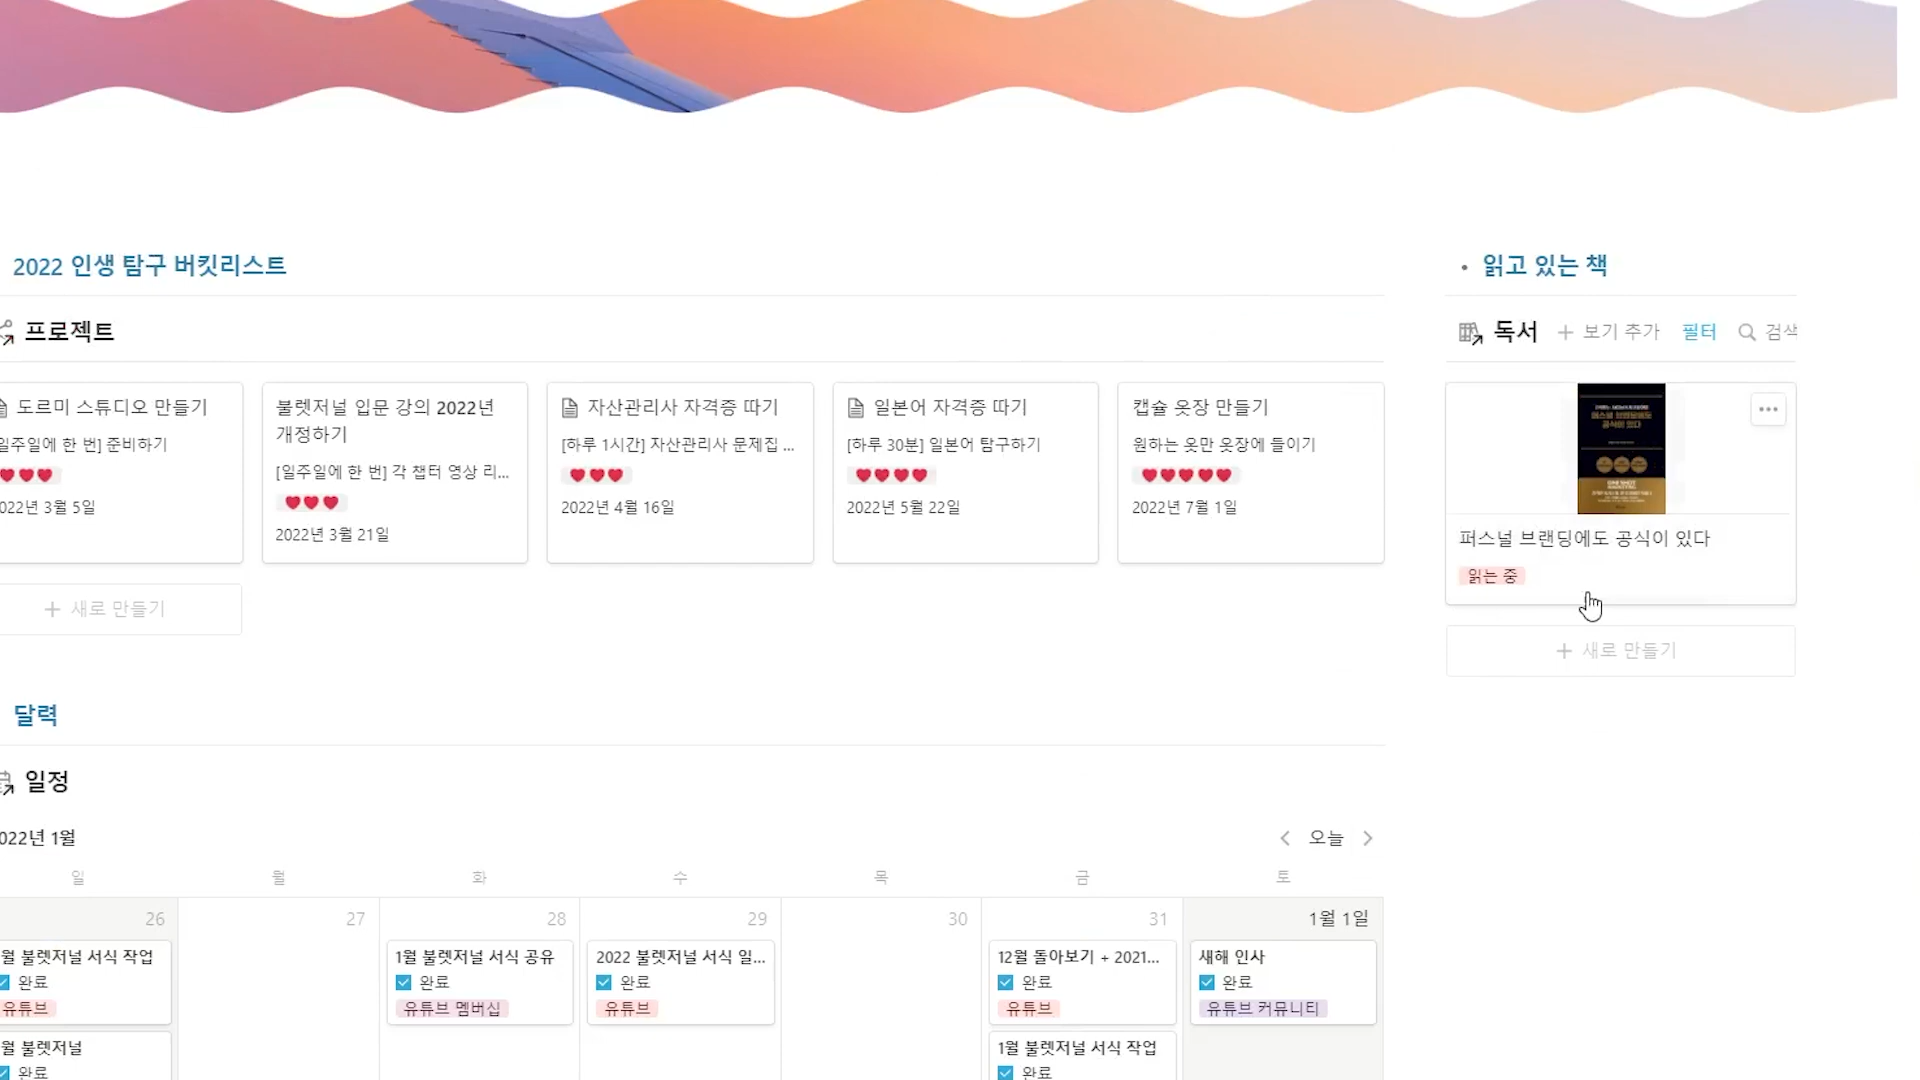 2022 인생 탐구 버킷리스트
프로젝트
도르미 스튜디오 만들기
일주일에 한 번] 준비하기
022년 3월 5일
불렛저널 입문 강의 2022년
개정하기
[일주일에 한 번] 각 챕터 영상 리...
2022년 3월 21일
자산관리사 자격증 따기
[하루 1시간] 자산관리사 문제집 ...
2022년 4월 16일
일본어 자격증 따기
[하루 30분] 일본어 탐구하기
2022년 5월 22일
캡슐 옷장 만들기
원하는 옷만 옷장에 들이기
2022년 7월 1일
+ 새로 만들기
• 읽고 있는 책
독서 + 보기 추가 필터 검색
퍼스널 브랜딩에도
공식이 있다
ONE SHOT
퍼스널 브랜딩에도 공식이 있다
읽는 중
+ 새로 만들기
달력
일정
022년 1월
< 오늘 >
일 월 화 수 목 금 토
26 27 28 29 30 31 1월 1일
월 불렛저널 서식 작업
완료
유튜브
월 불렛저널
완료
1월 불렛저널 서식 공유
완료
유튜브 멤버십
2022 불렛저널 서식 일...
완료
유튜브
12월 돌아보기 + 2021...
완료
유튜브
1월 불렛저널 서식 작업
완료
새해 인사
완료
유튜브 커뮤니티